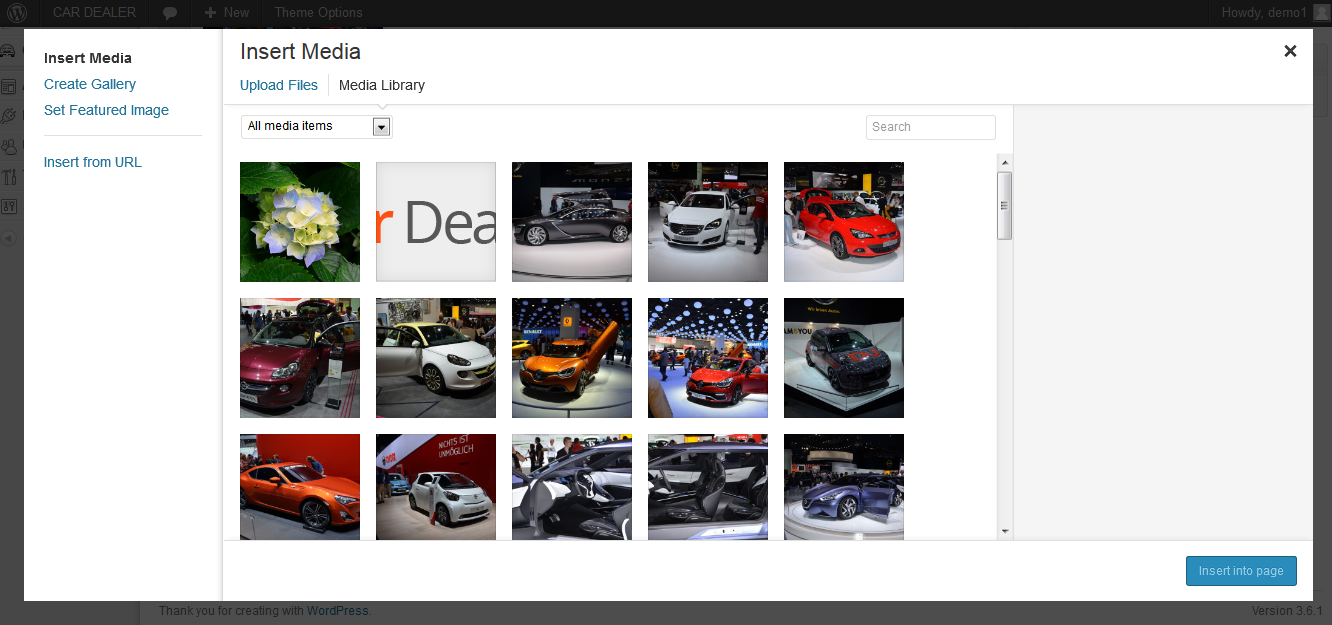 CAR DEALER
New
Theme Options
Howdy, demo1
Insert Media
Create Gallery
Set Featured Image
Insert from URL
Insert Media
Upload Files
Media Library
All media items
Search
r Dea
NICHTS IST
UNMÖGLICH
Insert into page
Thank you for creating with WordPress.
Version 3.6.1